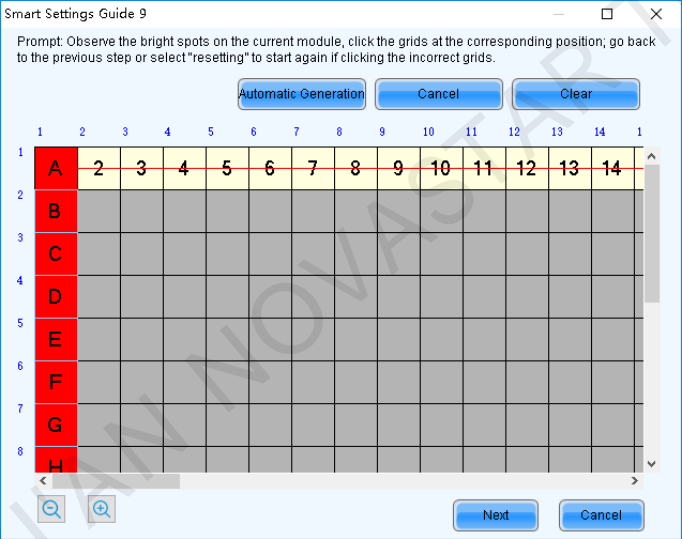 Smart Settings Guide 9
Prompt: Observe the bright spots on the current module, click the grids at the corresponding position; go back
to the previous step or select "resetting" to start again if clicking the incorrect grids.
Automatic Generation Cancel Clear
1 2 3 4 5 6 7 8 9 10 11 12 13 14 1
1 A 2 3 4 5 6 7 8 9 10 11 12 13 14
2 B
3 C
4 D
5 E
6 F
7 G
8 H
Next Cancel
AN NOVASTAR T